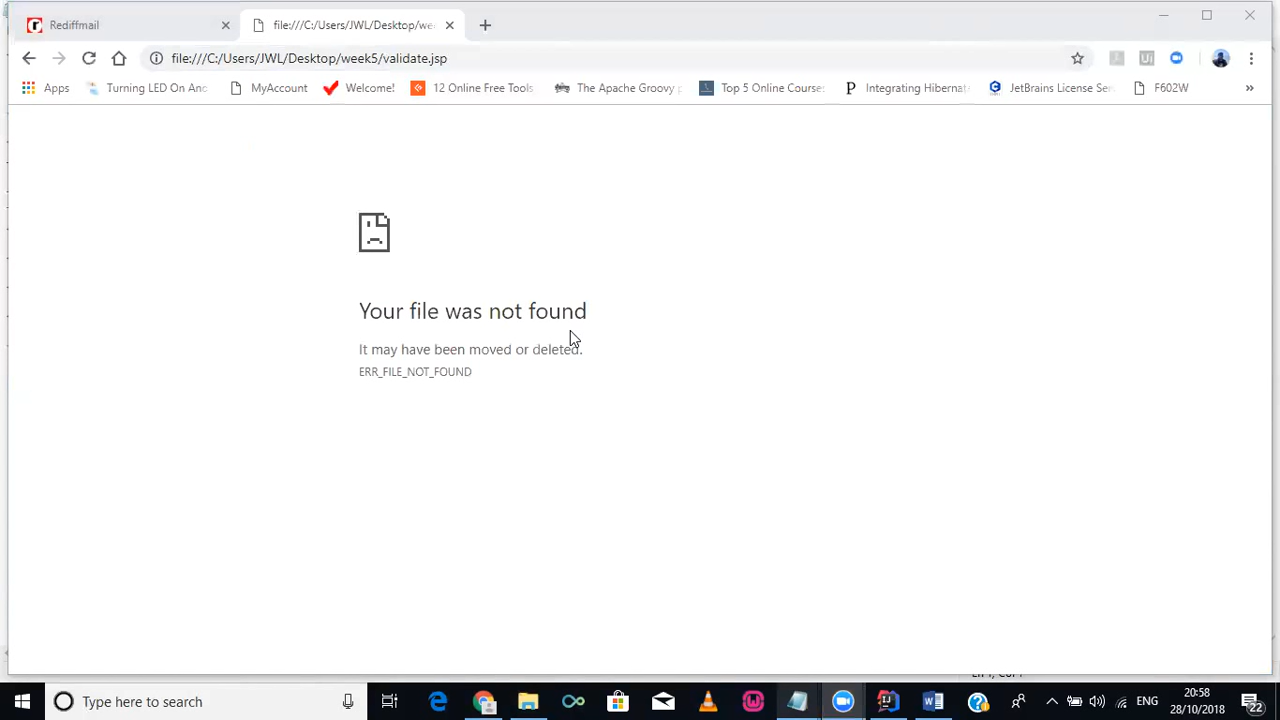 Rediffmail
file:///C:/Users/JWL/Desktop/we
file:///C:/Users/JWL/Desktop/week5/validate.jsp
Apps Turning LED On And MyAccount Welcome! 12 Online Free Tools The Apache Groovy p Top 5 Online Course: Integrating Hibernat JetBrains License Ser F602W »
Your file was not found
It may have been moved or deleted.
ERR_FILE_NOT_FOUND
Type here to search
ENG
20:58
28/10/2018
22